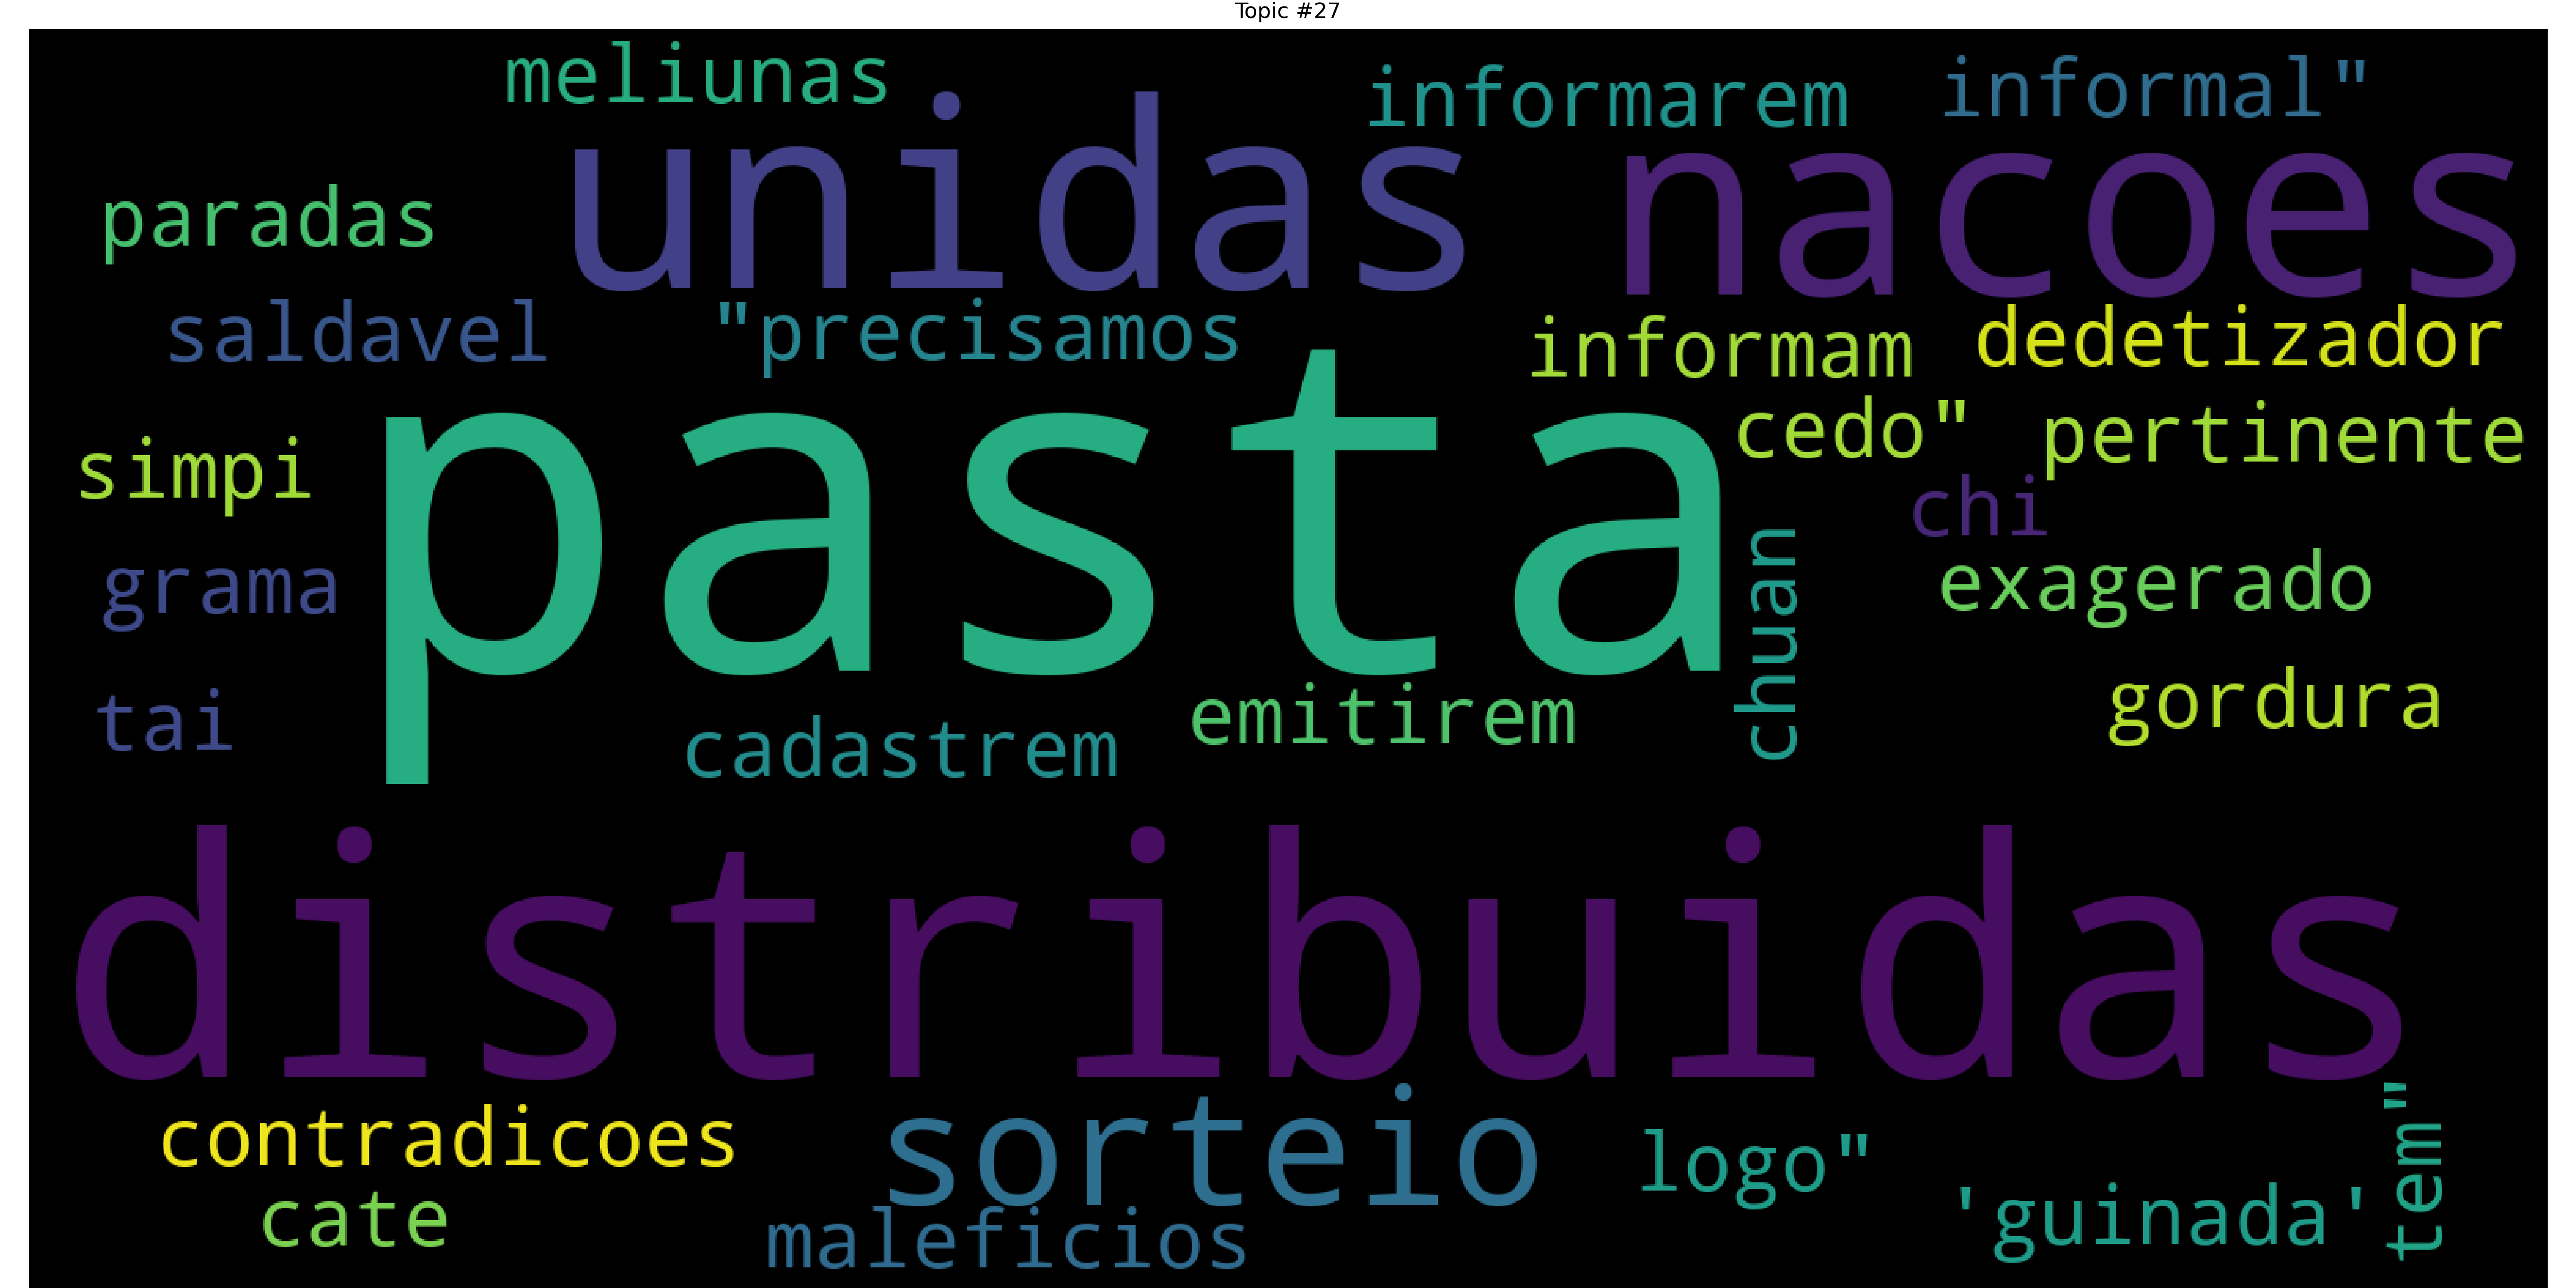 Topic #27
meliunas
informarem
informal"
unidas
nacoes
paradas
saldavel
"precisamos
informam
dedetizador
pasta
cedo"
pertinente
simpi
chi
grama
chuan
exagerado
tai
cadastrem
emitirem
gordura
distribuidas
contradicoes
sorteio
logo"
tem"
cate
maleficios
'guinada'